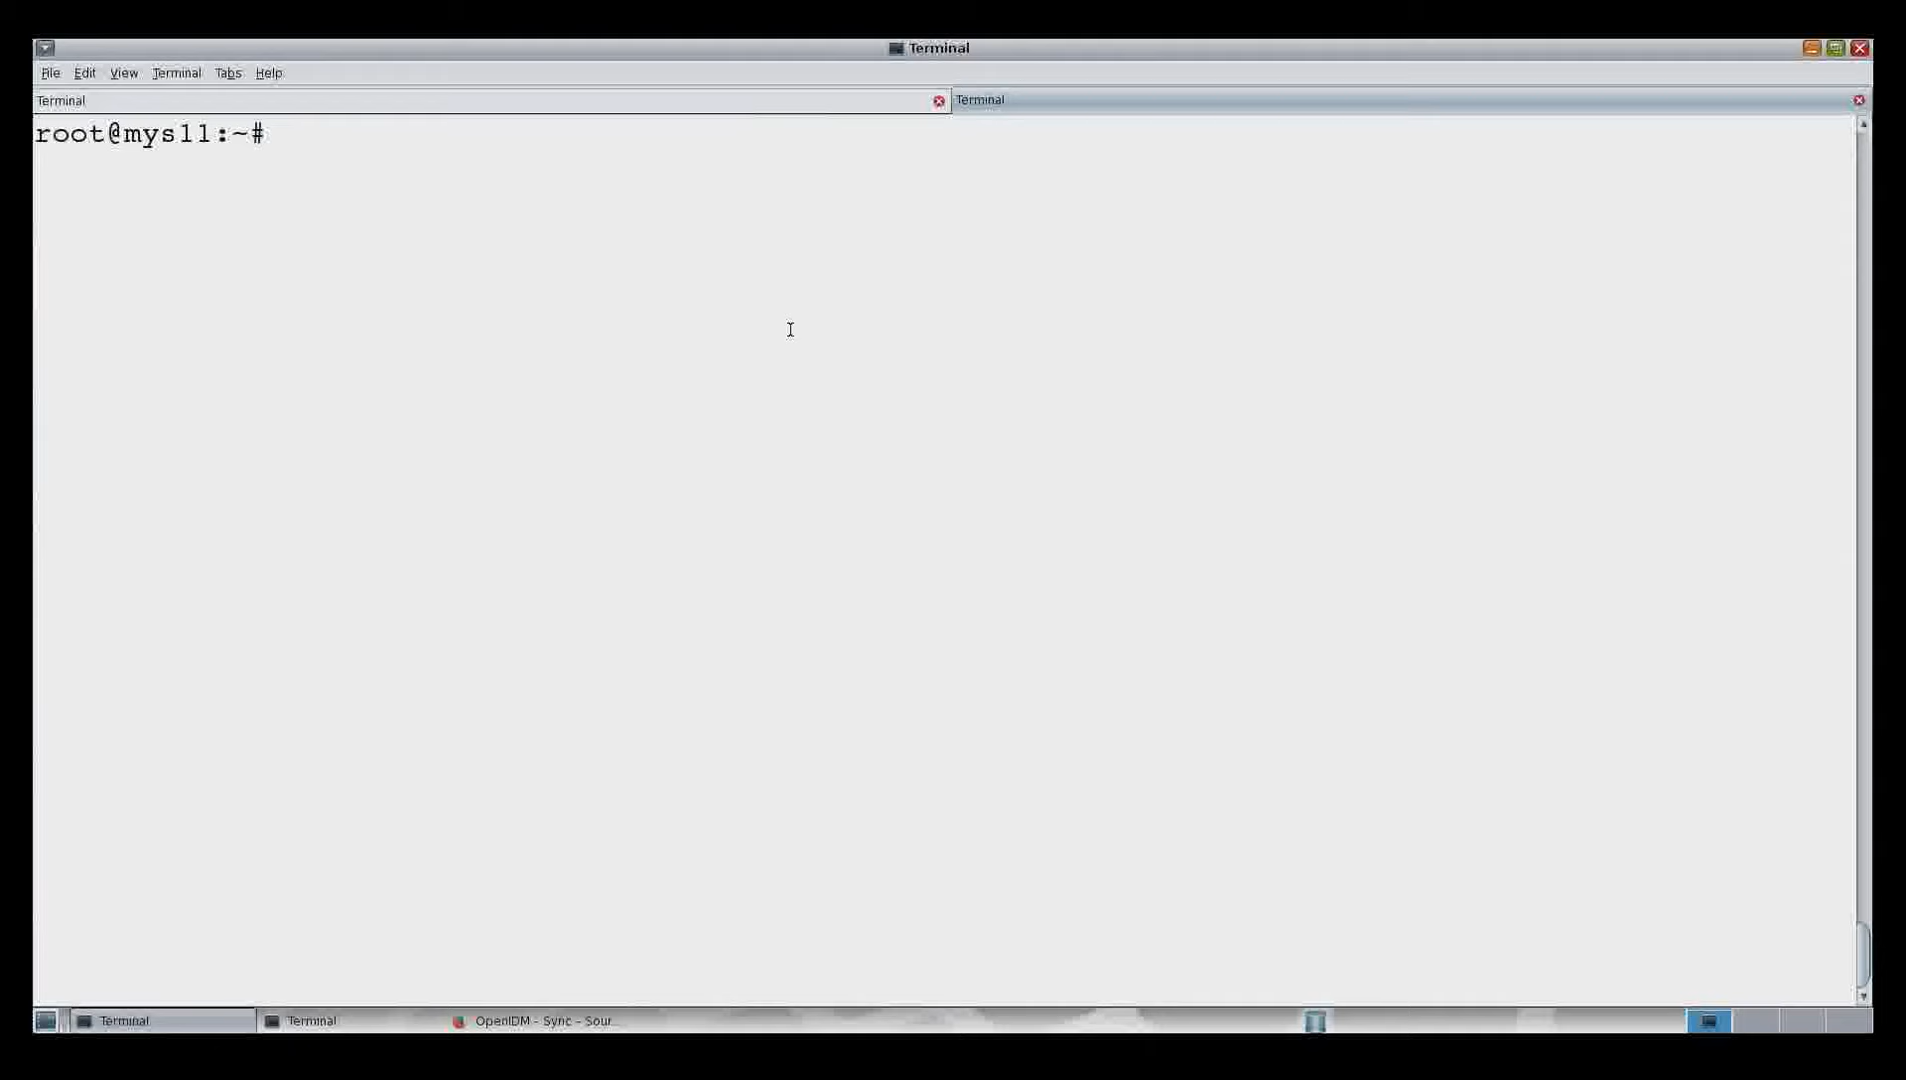 Terminal
File Edit View Terminal Tabs Help
Terminal Terminal
root@mys11:~#
Terminal Terminal OpenIDM - Sync - Sour...